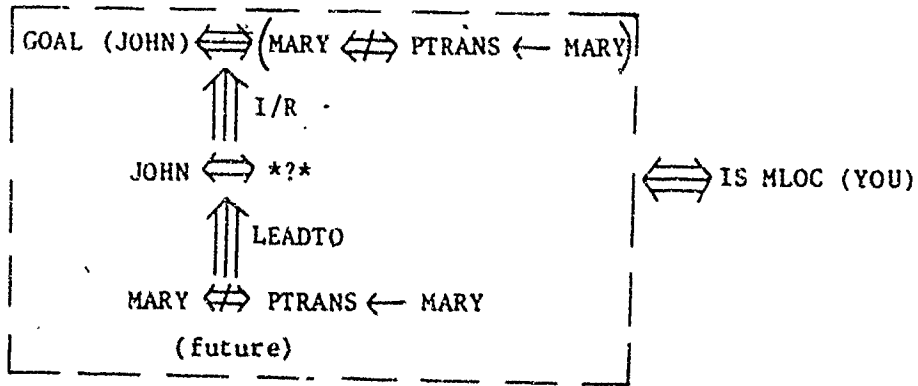 GOAL (JOHN) ⇔ (MARY ⇎ PTRANS ← MARY)
I/R
JOHN ⇔ *?*
IS MLOC (YOU)
LEADTO
MARY ⇎ PTRANS ← MARY
(future)